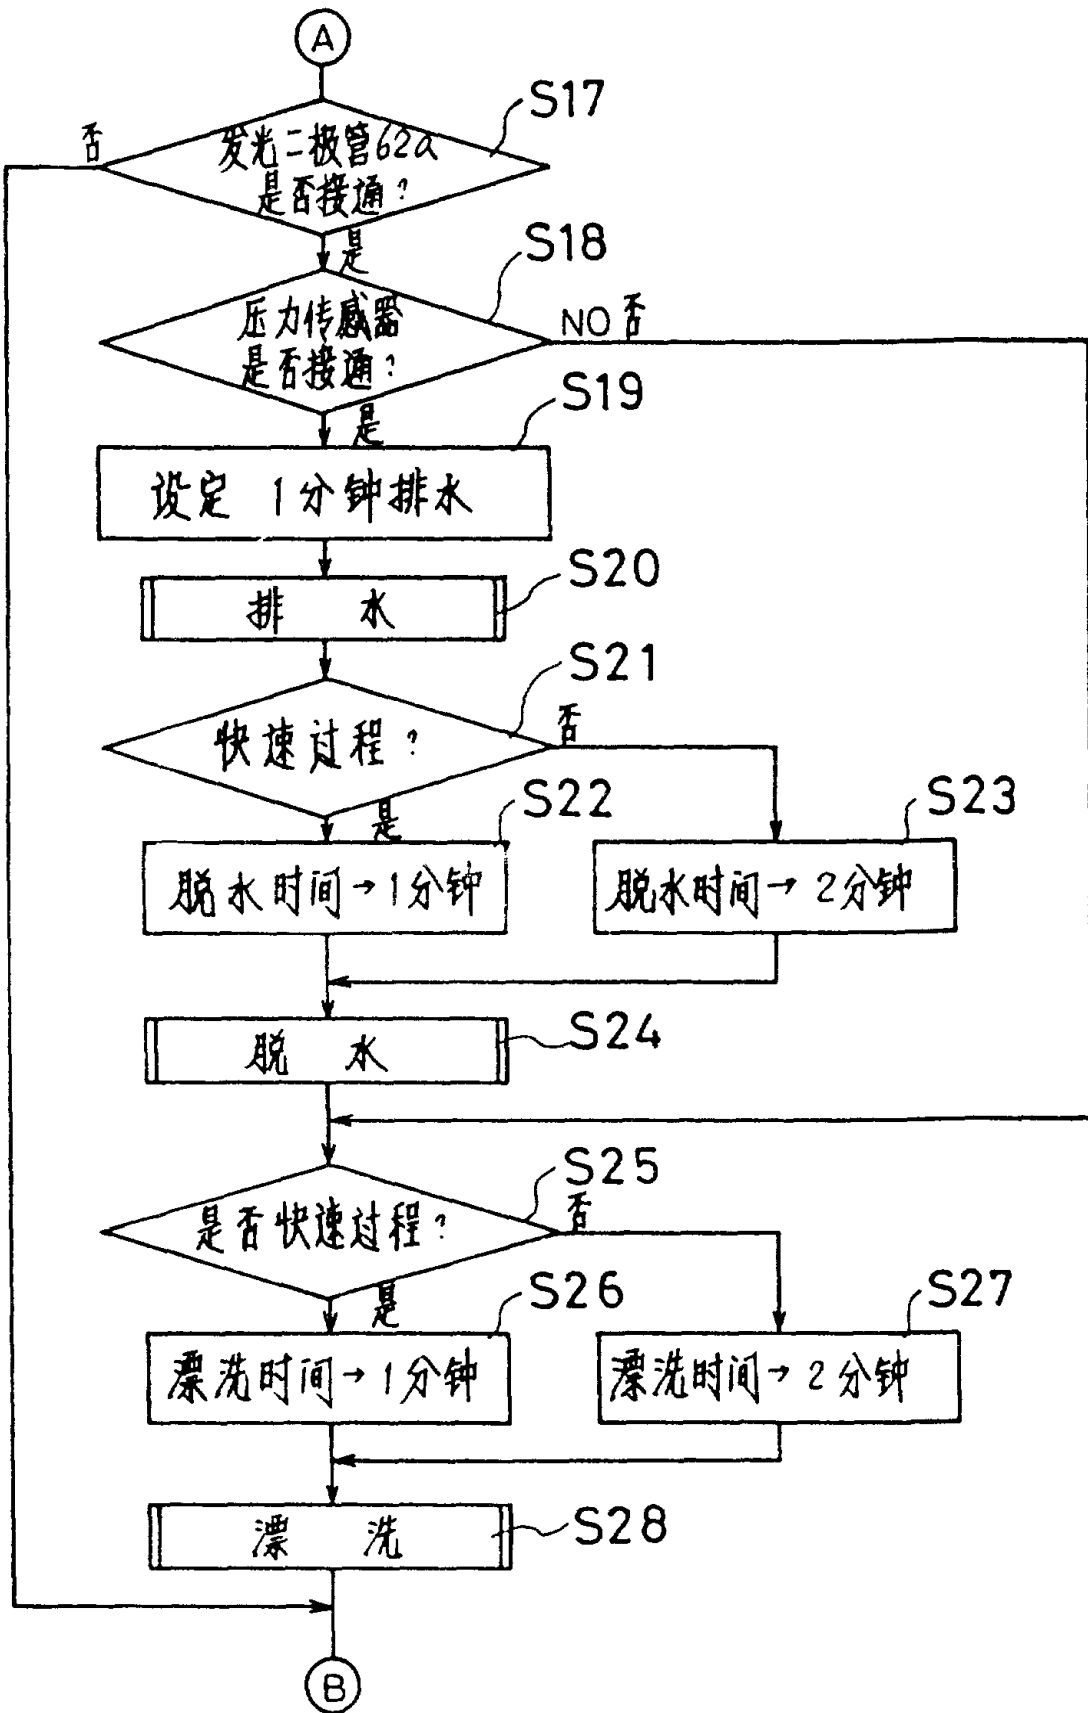 A
S17
否
发光二极管62a
是否接通?
是
S18
压力传感器
是否接通?
NO否
是
S19
设定 1分钟排水
S20
排 水
S21
快速过程?
否
是
S22
S23
脱水时间→1分钟
脱水时间→2分钟
S24
脱 水
S25
是否快速过程?
否
是
S26
S27
漂洗时间→1分钟
漂洗时间→2分钟
S28
漂 洗
B